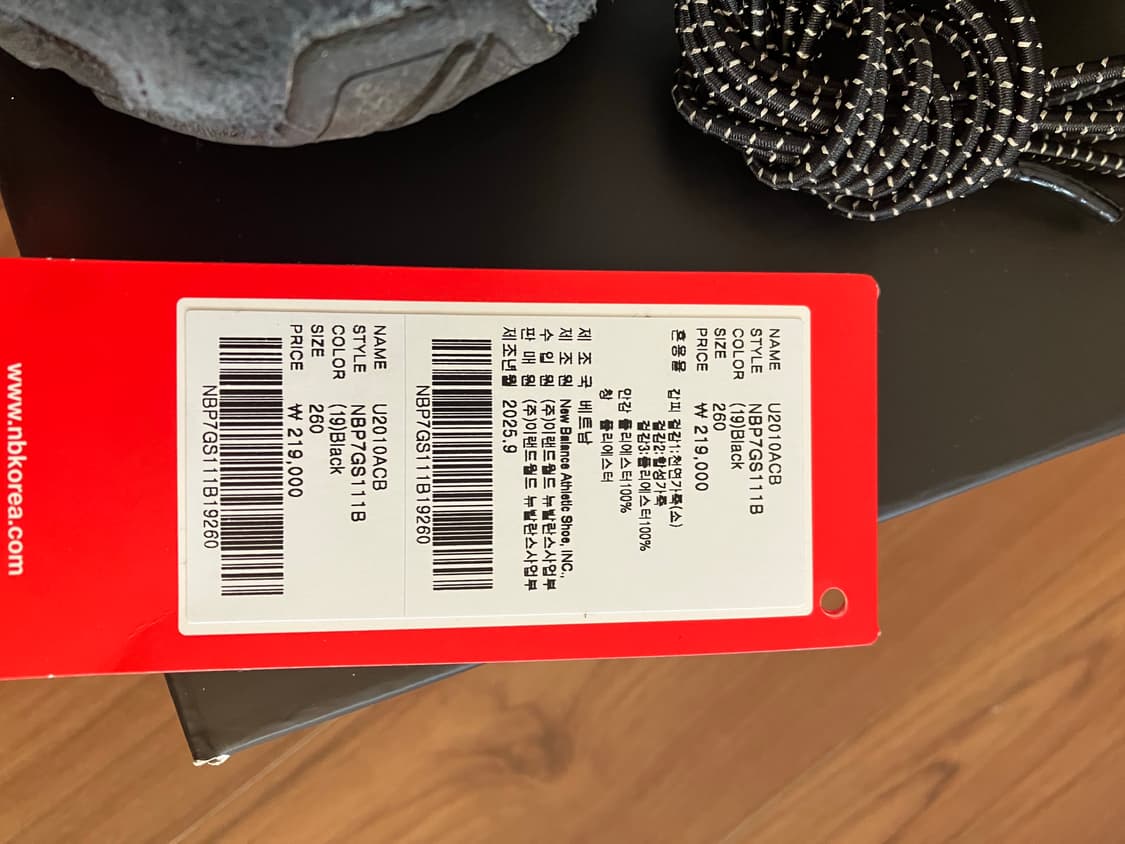 NAME U2010ACB
STYLE NBP7GS111B
COLOR (19)Black
SIZE 260
PRICE ₩ 219,000
혼용율 갑피 겉감1:천연가죽(소)
겉감2:합성가죽
겉감3:폴리에스터100%
안감 폴리에스터100%
창 폴리에스터
제 조 국 베트남
제 조 원 New Balance Athletic Shoe, INC.,
수 입 원 (주)이랜드월드 뉴발란스사업부
판 매 원 (주)이랜드월드 뉴발란스사업부
제조년월 2025.9
NBP7GS111B19260
NAME U2010ACB
STYLE NBP7GS111B
COLOR (19)Black
SIZE 260
PRICE ₩ 219,000
NBP7GS111B19260
www.nbkorea.com